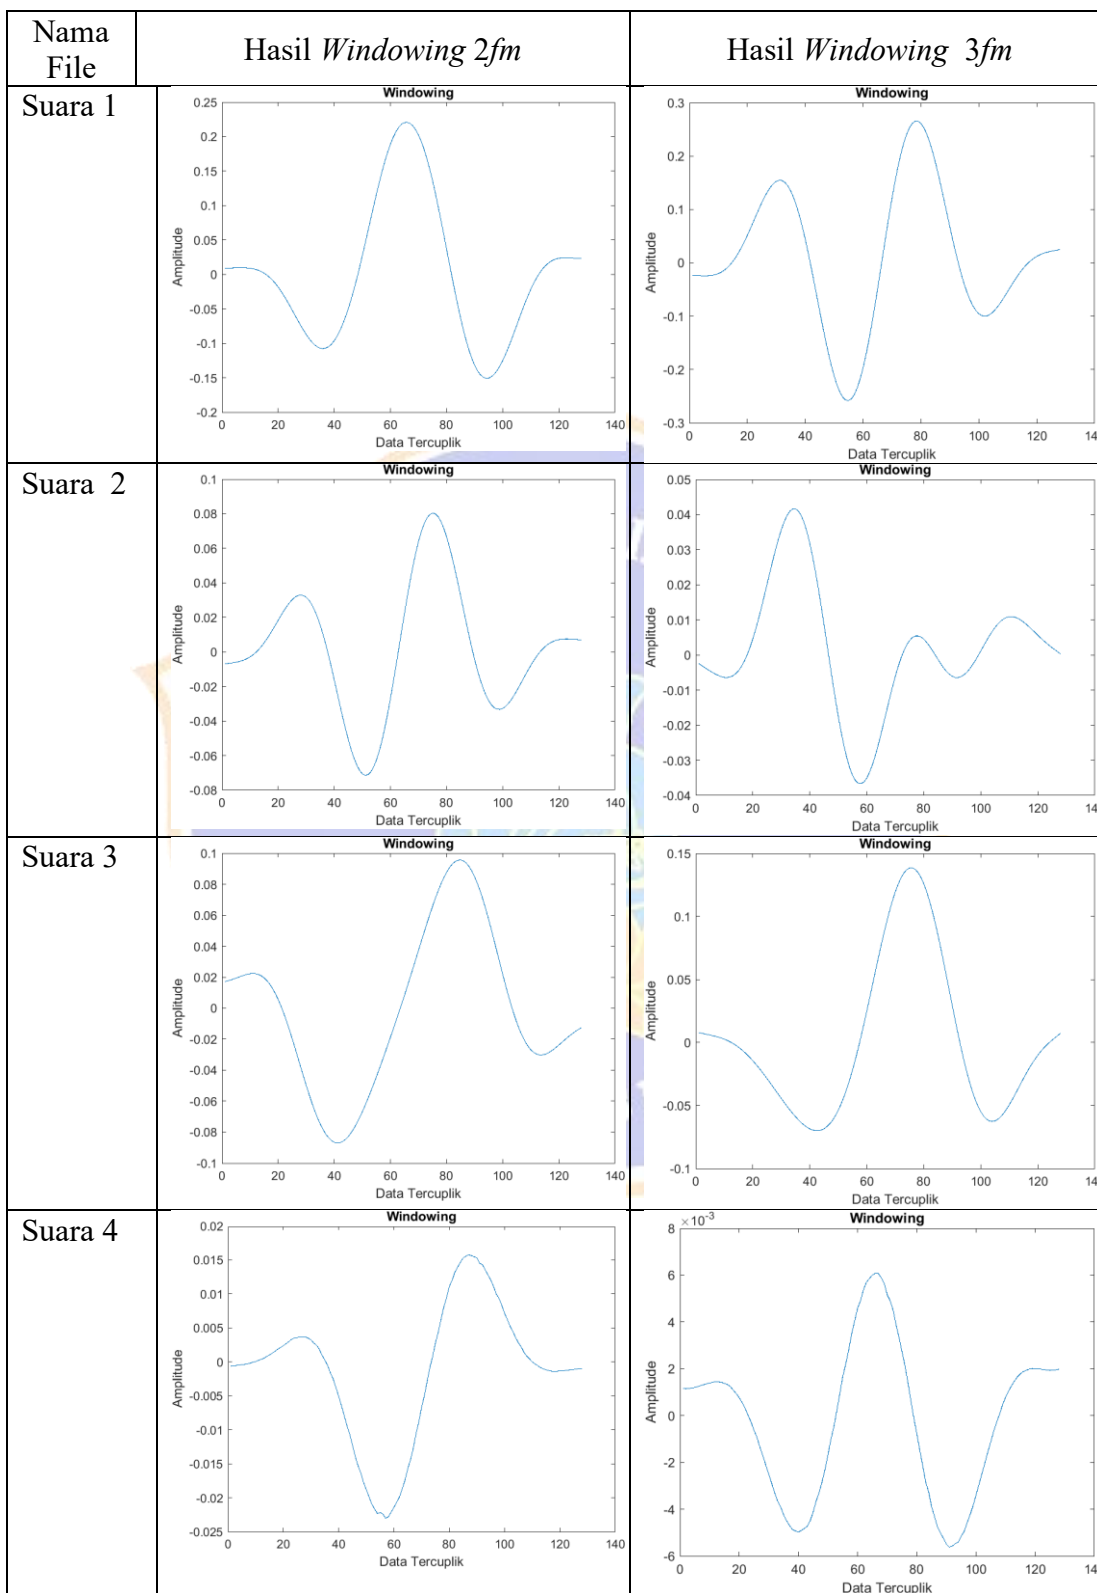 Nama
File
Hasil Windowing 2fm
Hasil Windowing 3fm
Suara 1
Windowing
0.25
0.2
0.15
0.1
0.05
0
-0.05
-0.1
-0.15
-0.2
Amplitude
0 20 40 60 80 100 120 140
Data Tercuplik
Windowing
0.3
0.2
0.1
0
-0.1
-0.2
-0.3
Amplitude
0 20 40 60 80 100 120 14
Data Tercuplik
Suara 2
Windowing
0.1
0.08
0.06
0.04
0.02
0
-0.02
-0.04
-0.06
-0.08
Amplitude
0 20 40 60 80 100 120 140
Data Tercuplik
Windowing
0.05
0.04
0.03
0.02
0.01
0
-0.01
-0.02
-0.03
-0.04
Amplitude
0 20 40 60 80 100 120 14
Data Tercuplik
Suara 3
Windowing
0.1
0.08
0.06
0.04
0.02
0
-0.02
-0.04
-0.06
-0.08
-0.1
Amplitude
0 20 40 60 80 100 120 140
Data Tercuplik
Windowing
0.15
0.1
0.05
0
-0.05
-0.1
Amplitude
0 20 40 60 80 100 120 14
Data Tercuplik
Suara 4
Windowing
0.02
0.015
0.01
0.005
0
-0.005
-0.01
-0.015
-0.02
-0.025
Amplitude
0 20 40 60 80 100 120 140
Data Tercuplik
Windowing
×10⁻³
8
6
4
2
0
-2
-4
-6
Amplitude
0 20 40 60 80 100 120 14
Data Tercuplik